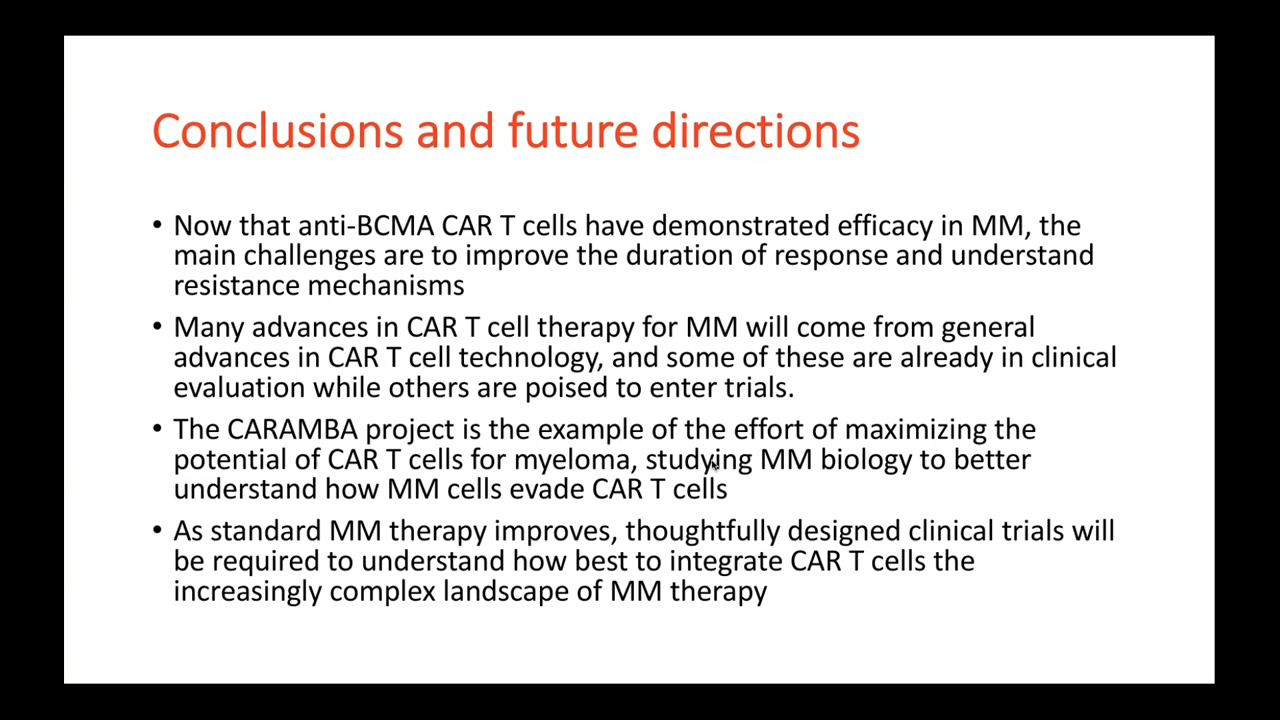 Conclusions and future directions
• Now that anti-BCMA CAR T cells have demonstrated efficacy in MM, the
main challenges are to improve the duration of response and understand
resistance mechanisms
• Many advances in CAR T cell therapy for MM will come from general
advances in CAR T cell technology, and some of these are already in clinical
evaluation while others are poised to enter trials.
• The CARAMBA project is the example of the effort of maximizing the
potential of CAR T cells for myeloma, studying MM biology to better
understand how MM cells evade CAR T cells
• As standard MM therapy improves, thoughtfully designed clinical trials will
be required to understand how best to integrate CAR T cells the
increasingly complex landscape of MM therapy